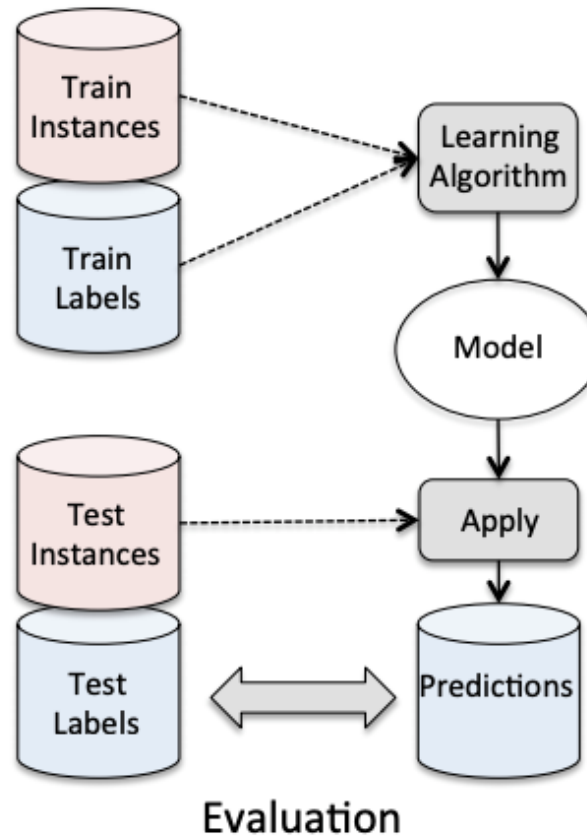 Train
Instances
Learning
Algorithm
Train
Labels
Model
Test
Instances
Apply
Test
Labels
Predictions
Evaluation